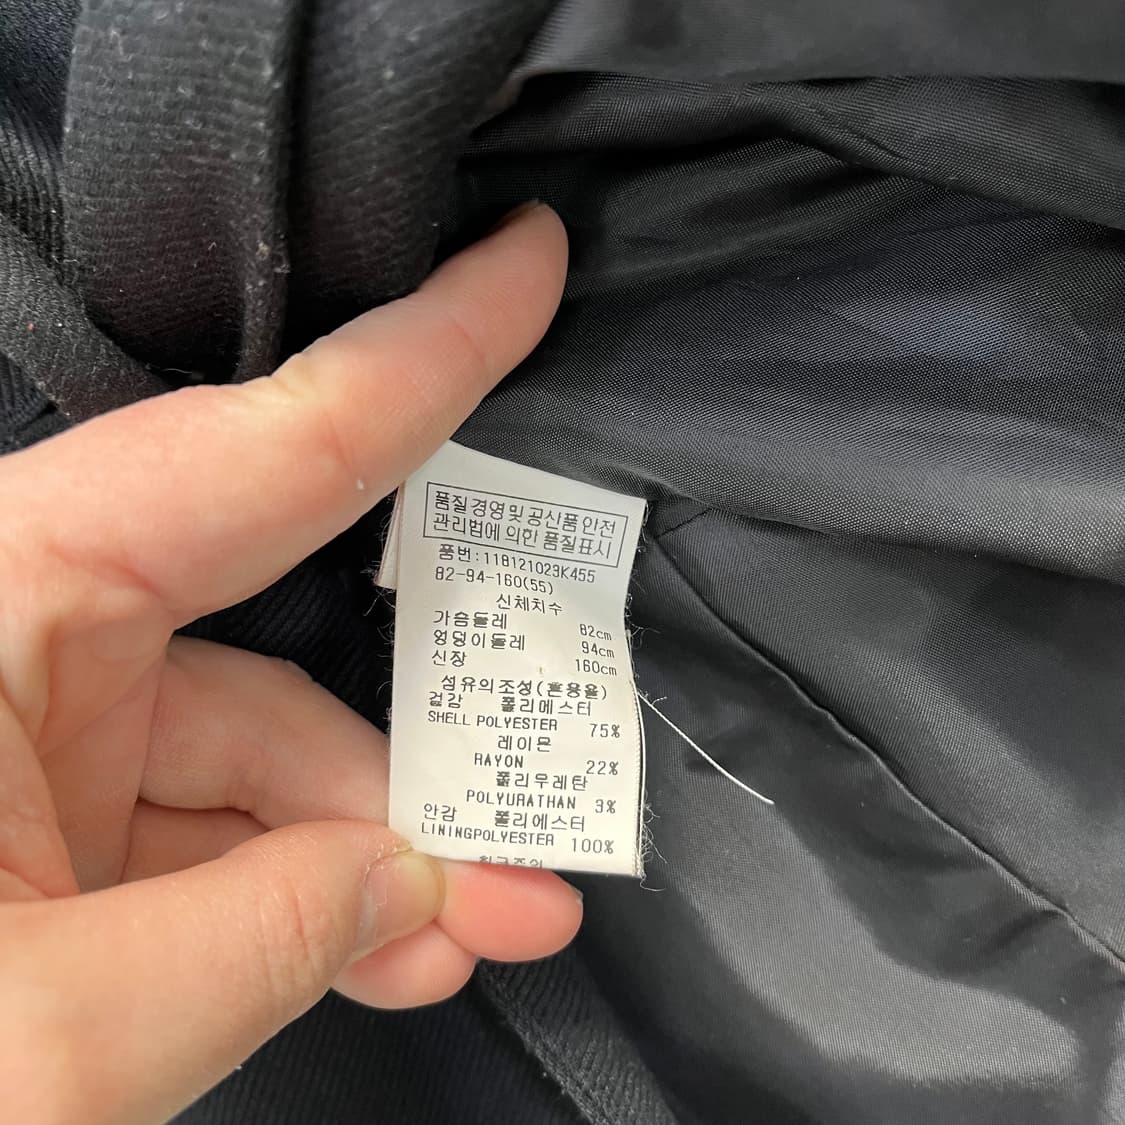 품질경영및 공산품안전
관리법에 의한 품질표시
품번:118121023K455
82-94-160(55)
신체치수
가슴둘레 82cm
엉덩이둘레 94cm
신장 160cm
섬유의조성(혼용율)
겉감 폴리에스터
SHELL POLYESTER 75%
레이온
RAYON 22%
폴리우레탄
POLYURATHAN 3%
안감 폴리에스터
LININGPOLYESTER 100%